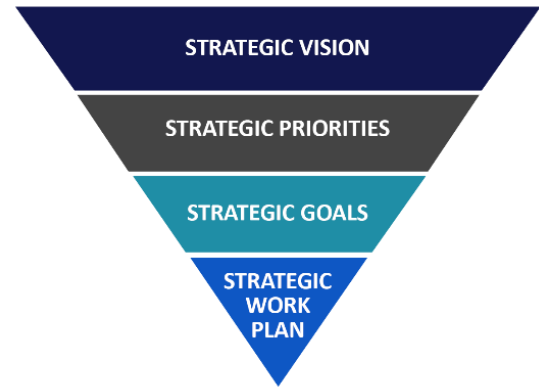 STRATEGIC VISION
STRATEGIC PRIORITIES
STRATEGIC GOALS
STRATEGIC
WORK
PLAN